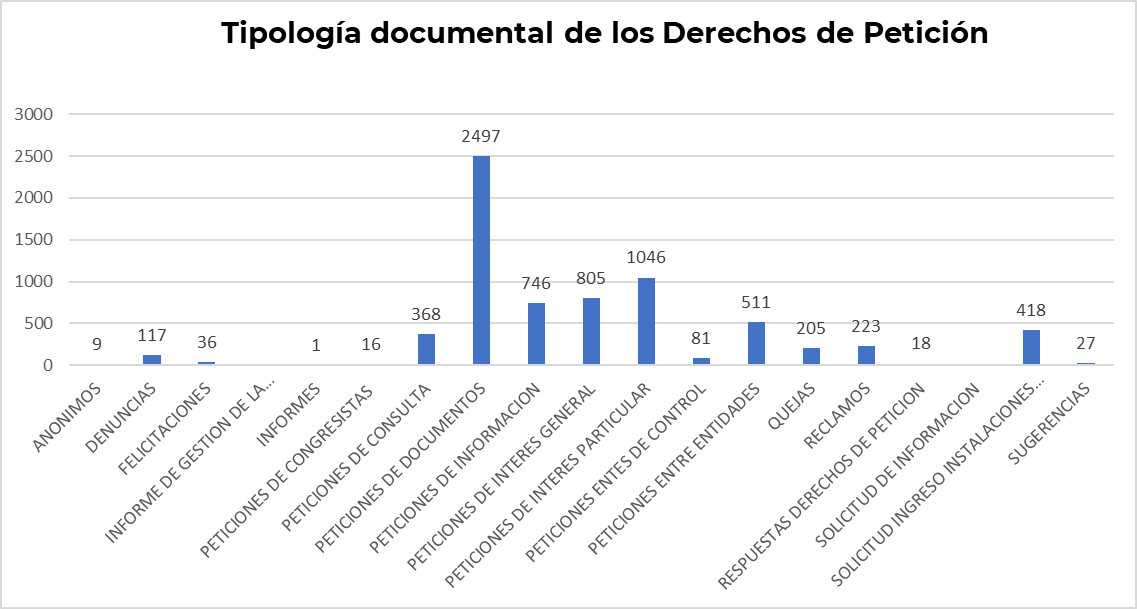 Tipología documental de los Derechos de Petición
3000
2500
2000
1500
1000
500
0
9
117
36
1
16
368
2497
746
805
1046
81
511
205
223
18
418
27
ANONIMOS
DENUNCIAS
FELICITACIONES
INFORME DE GESTION DE LA...
INFORMES
PETICIONES DE CONGRESISTAS
PETICIONES DE CONSULTA
PETICIONES DE DOCUMENTOS
PETICIONES DE INFORMACION
PETICIONES DE INTERES GENERAL
PETICIONES DE INTERES PARTICULAR
PETICIONES ENTES DE CONTROL
PETICIONES ENTRE ENTIDADES
QUEJAS
RECLAMOS
RESPUESTAS DERECHOS DE PETICION
SOLICITUD DE INFORMACION
SOLICITUD INGRESO INSTALACIONES...
SUGERENCIAS